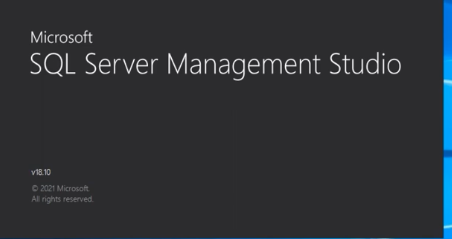 Microsoft
SQL Server Management Studio
v18.10
© 2021 Microsoft.
All rights reserved.